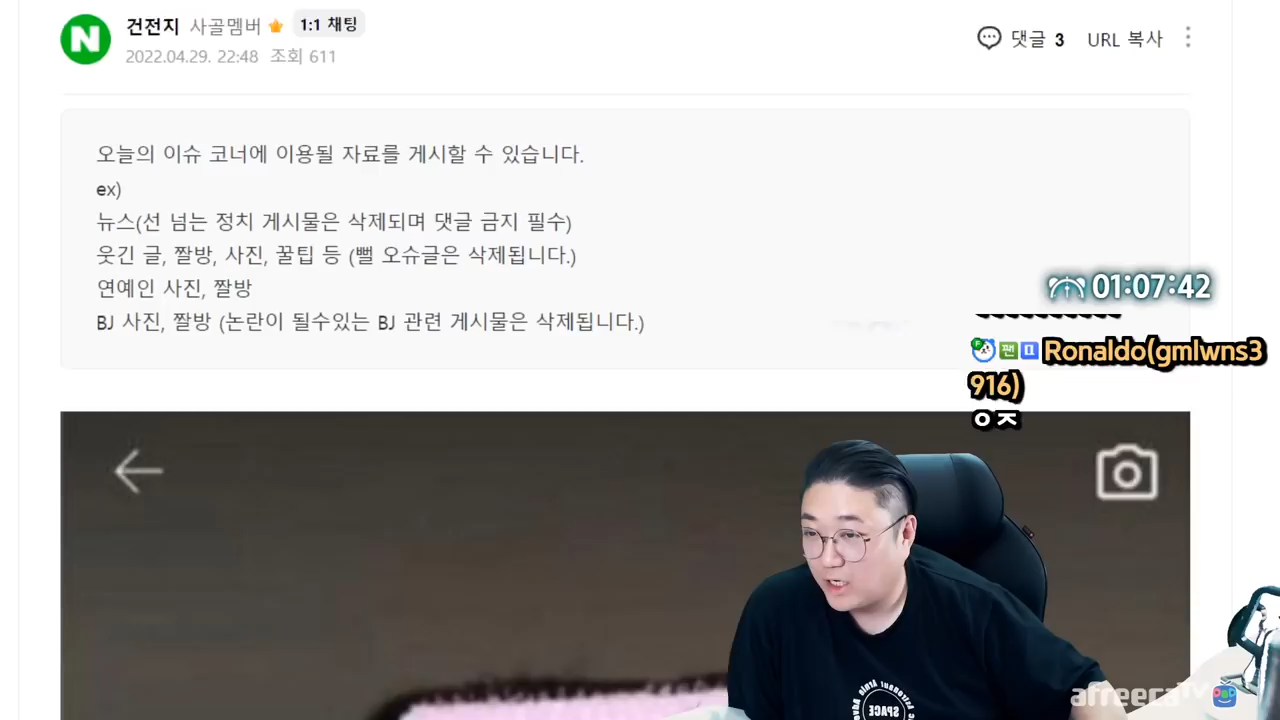 N
건전지 사골멤버 1:1 채팅
2022.04.29. 22:48 조회 611
댓글 3 URL 복사
오늘의 이슈 코너에 이용될 자료를 게시할 수 있습니다.
ex)
뉴스(선 넘는 정치 게시물은 삭제되며 댓글 금지 필수)
웃긴 글, 짤방, 사진, 꿀팁 등 (뻘 오슈글은 삭제됩니다.)
연예인 사진, 짤방
BJ 사진, 짤방 (논란이 될수있는 BJ 관련 게시물은 삭제됩니다.)
01:07:42
F 팬 Ronaldo(gmlwns3
916)
ㅇㅈ
SPACE
afreecaTV